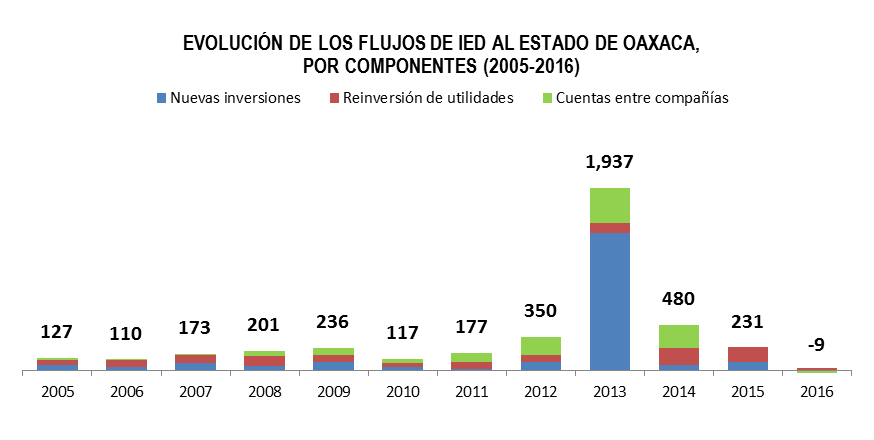 EVOLUCIÓN DE LOS FLUJOS DE IED AL ESTADO DE OAXACA,
POR COMPONENTES (2005-2016)
Nuevas inversiones Reinversión de utilidades Cuentas entre compañías
1,937
480
350
127 110 173 201 236 117 177 231 -9
2005 2006 2007 2008 2009 2010 2011 2012 2013 2014 2015 2016